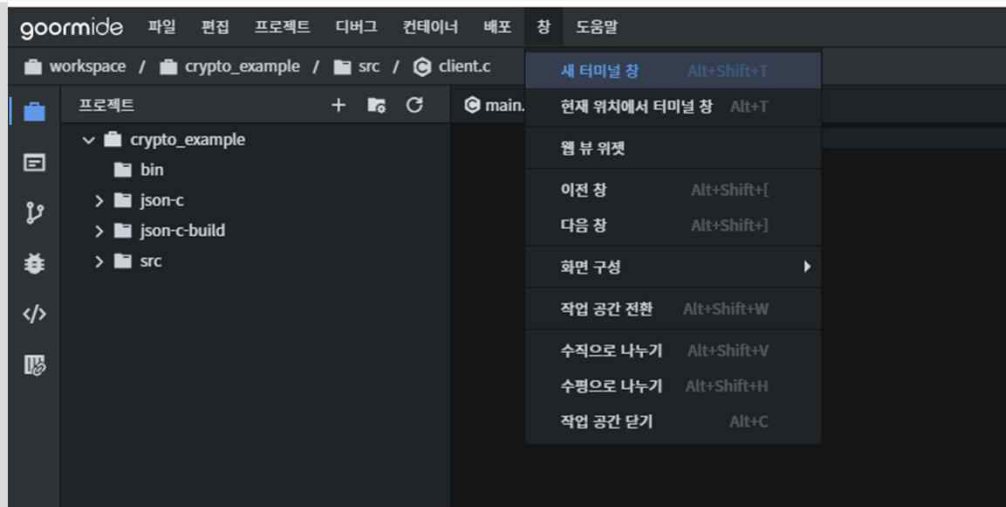 goormide 파일 편집 프로젝트 디버그 컨테이너 배포 창 도움말
workspace / crypto_example / src / client.c
프로젝트
crypto_example
bin
json-c
json-c-build
src
main.
새 터미널 창 Alt+Shift+T
현재 위치에서 터미널 창 Alt+T
웹 뷰 위젯
이전 창 Alt+Shift+[
다음 창 Alt+Shift+]
화면 구성
작업 공간 전환 Alt+Shift+W
수직으로 나누기 Alt+Shift+V
수평으로 나누기 Alt+Shift+H
작업 공간 닫기 Alt+C